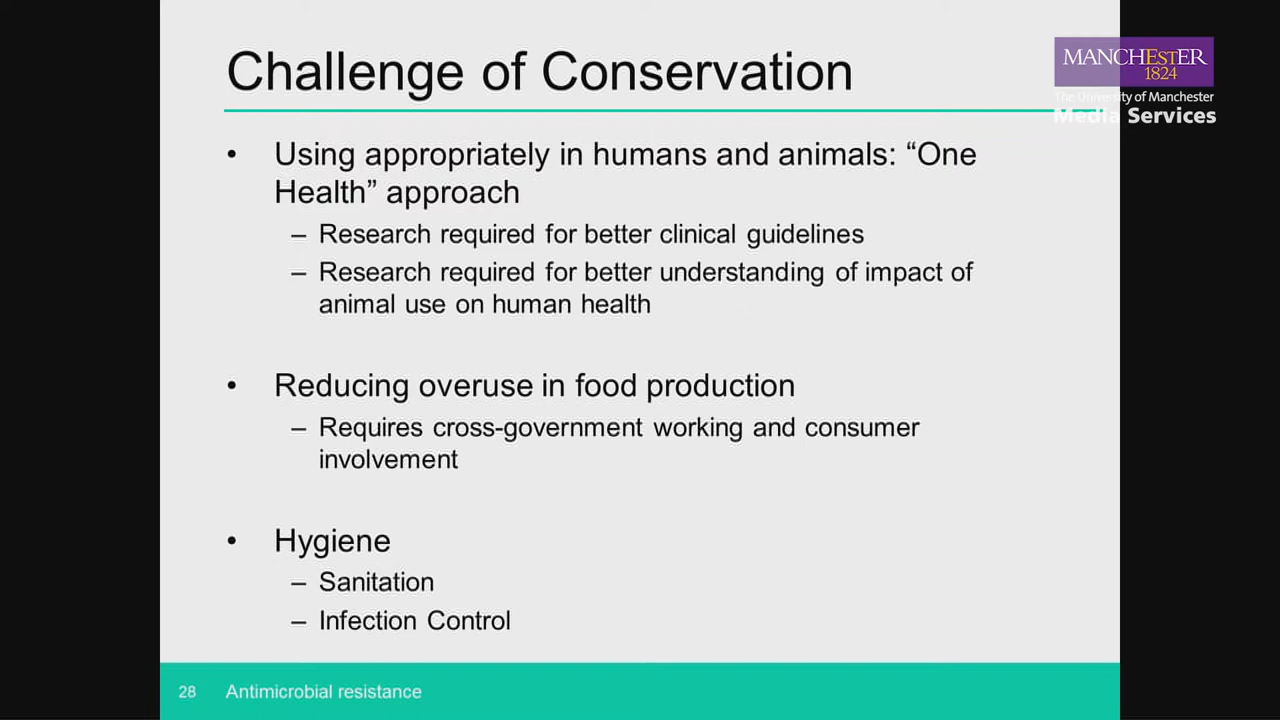 Challenge of Conservation
MANCHESTER
1824
The University of Manchester
Media Services
• Using appropriately in humans and animals: “One
Health” approach
– Research required for better clinical guidelines
– Research required for better understanding of impact of
animal use on human health
• Reducing overuse in food production
– Requires cross-government working and consumer
involvement
• Hygiene
– Sanitation
– Infection Control
28 Antimicrobial resistance